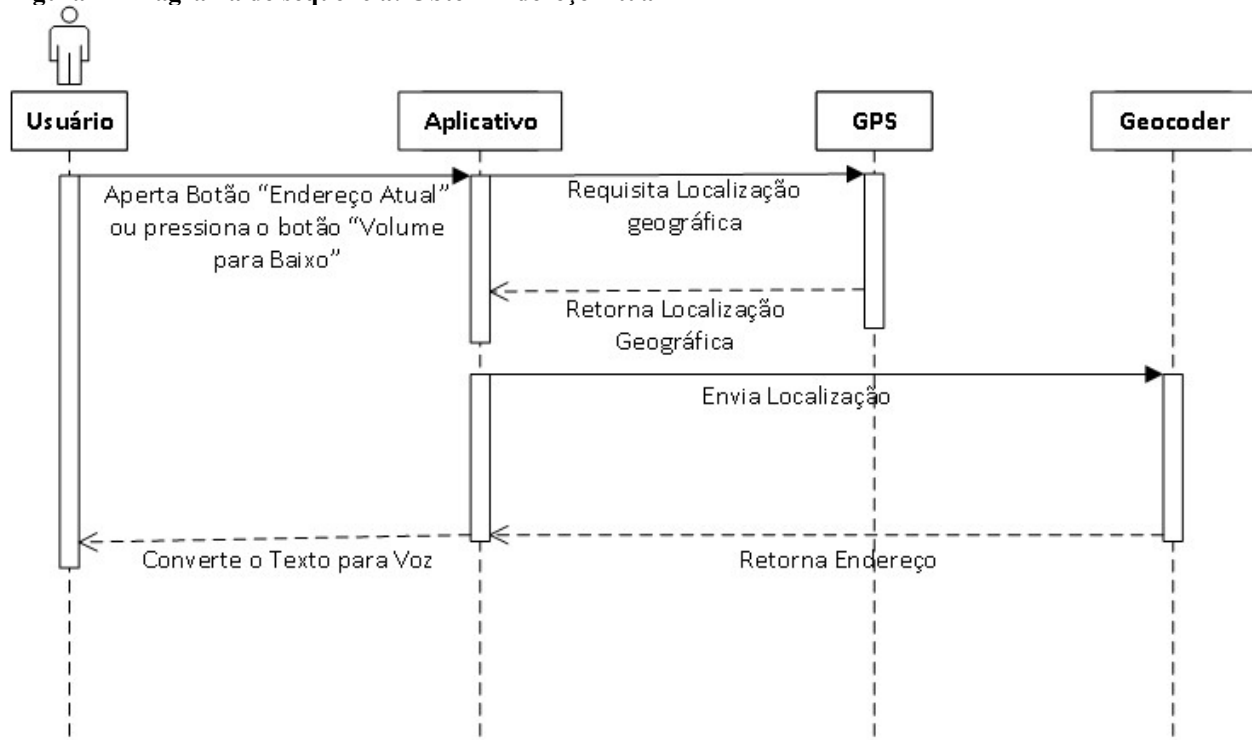 Usuário
Aplicativo
GPS
Geocoder
Aperta Botão “Endereço Atual”
ou pressiona o botão “Volume
para Baixo”
Requisita Localização
geográfica
Retorna Localização
Geográfica
Envia Localização
Converte o Texto para Voz
Retorna Endereço